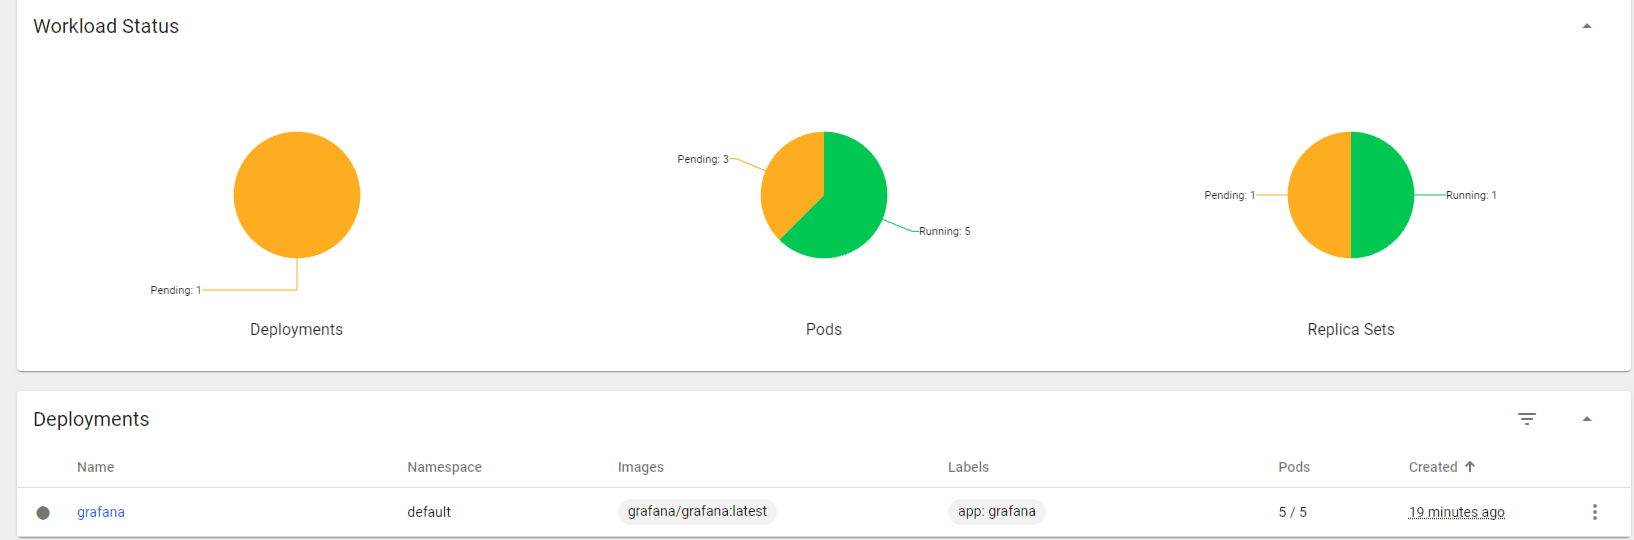 Workload Status
Pending: 1
Deployments
Pending: 3
Running: 5
Pods
Pending: 1
Running: 1
Replica Sets
Deployments
Name Namespace Images Labels Pods Created
grafana default grafana/grafana:latest app: grafana 5 / 5 19 minutes ago